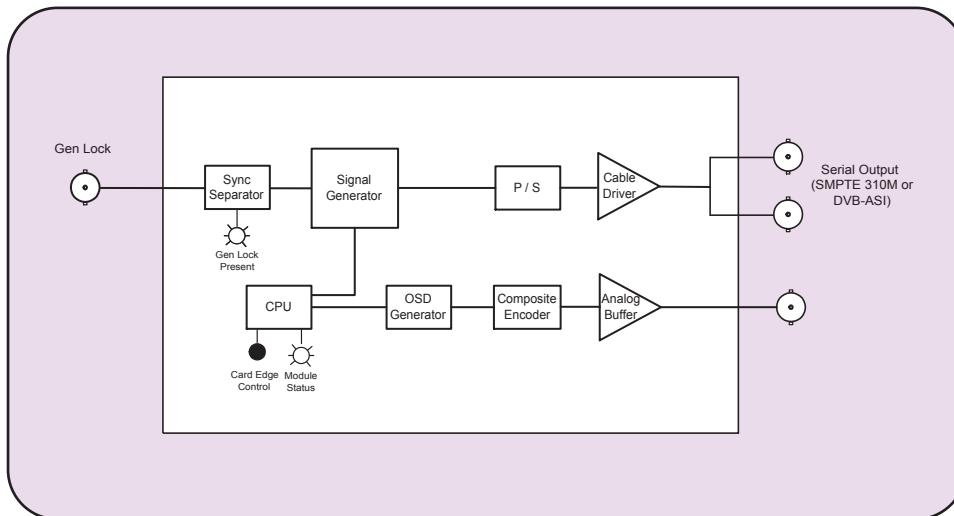 Gen Lock
Sync
Separator
Signal
Generator
P / S
Cable
Driver
Serial Output
(SMPTE 310M or
DVB-ASI)
Gen Lock
Present
CPU
OSD
Generator
Composite
Encoder
Analog
Buffer
Card Edge
Control
Module
Status